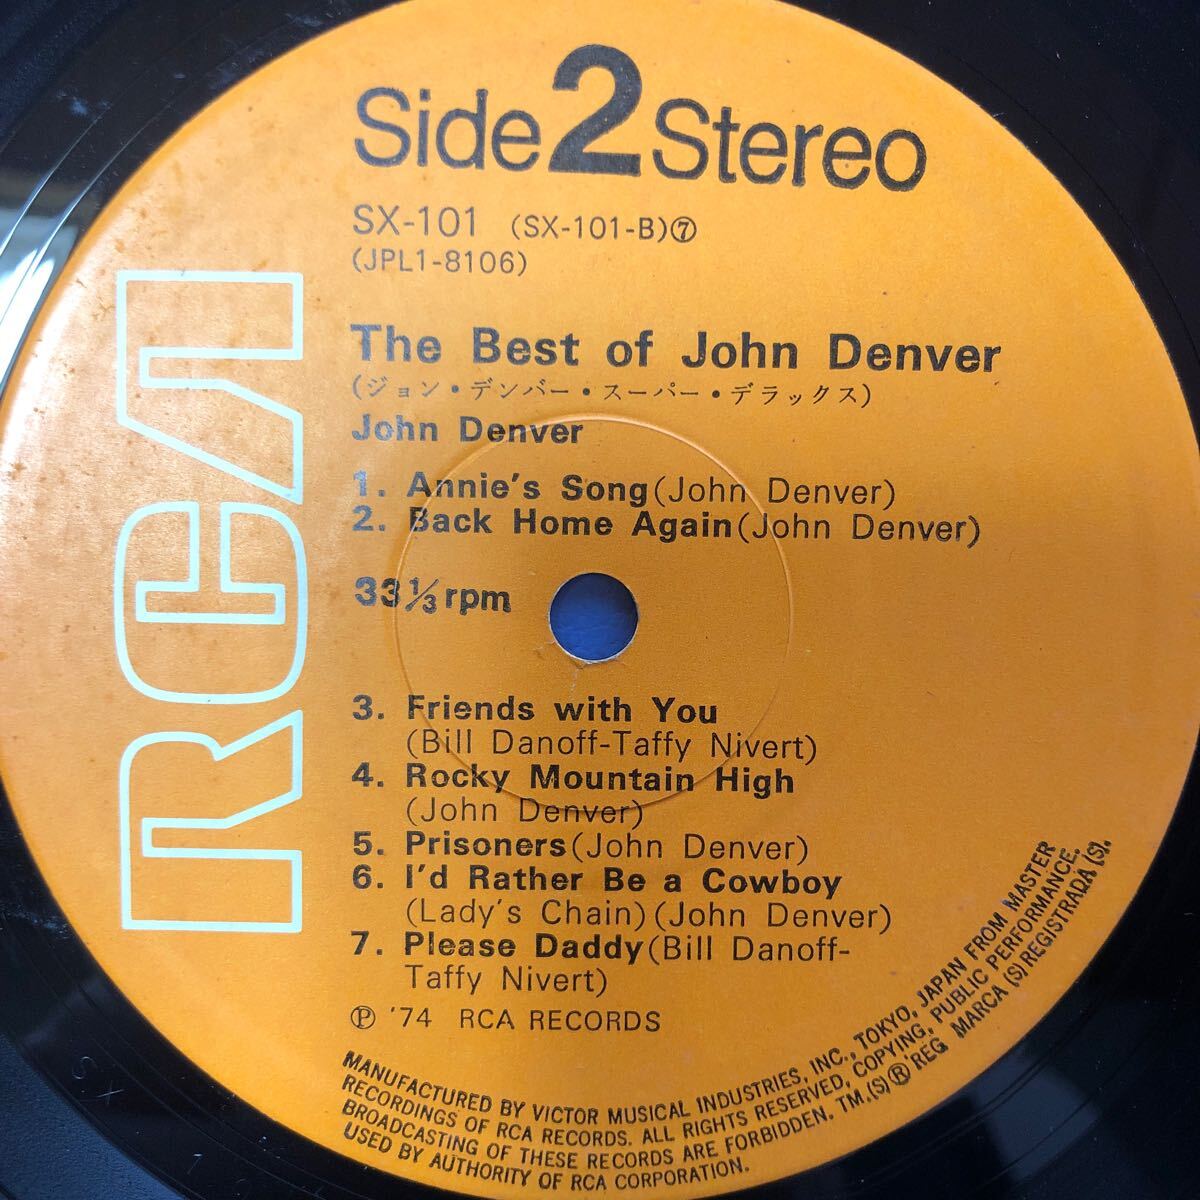 Side 2 Stereo
SX-101 (SX-101-B)⑦
(JPL1-8106)
The Best of John Denver
(ジョン・デンバー・スーパー・デラックス)
John Denver
1. Annie's Song(John Denver)
2. Back Home Again(John Denver)
33⅓rpm
3. Friends with You
(Bill Danoff-Taffy Nivert)
4. Rocky Mountain High
(John Denver)
5. Prisoners(John Denver)
6. I'd Rather Be a Cowboy
(Lady's Chain)(John Denver)
7. Please Daddy(Bill Danoff-
Taffy Nivert)
Ⓟ '74 RCA RECORDS
RCA
MANUFACTURED BY VICTOR MUSICAL INDUSTRIES, INC., TOKYO, JAPAN FROM MASTER
RECORDINGS OF RCA RECORDS. ALL RIGHTS RESERVED, COPYING, PUBLIC PERFORMANCE.
BROADCASTING OF THESE RECORDS ARE FORBIDDEN. TM.(S)® REG. MARCA (S) REGISTRADA (S).
USED BY AUTHORITY OF RCA CORPORATION.